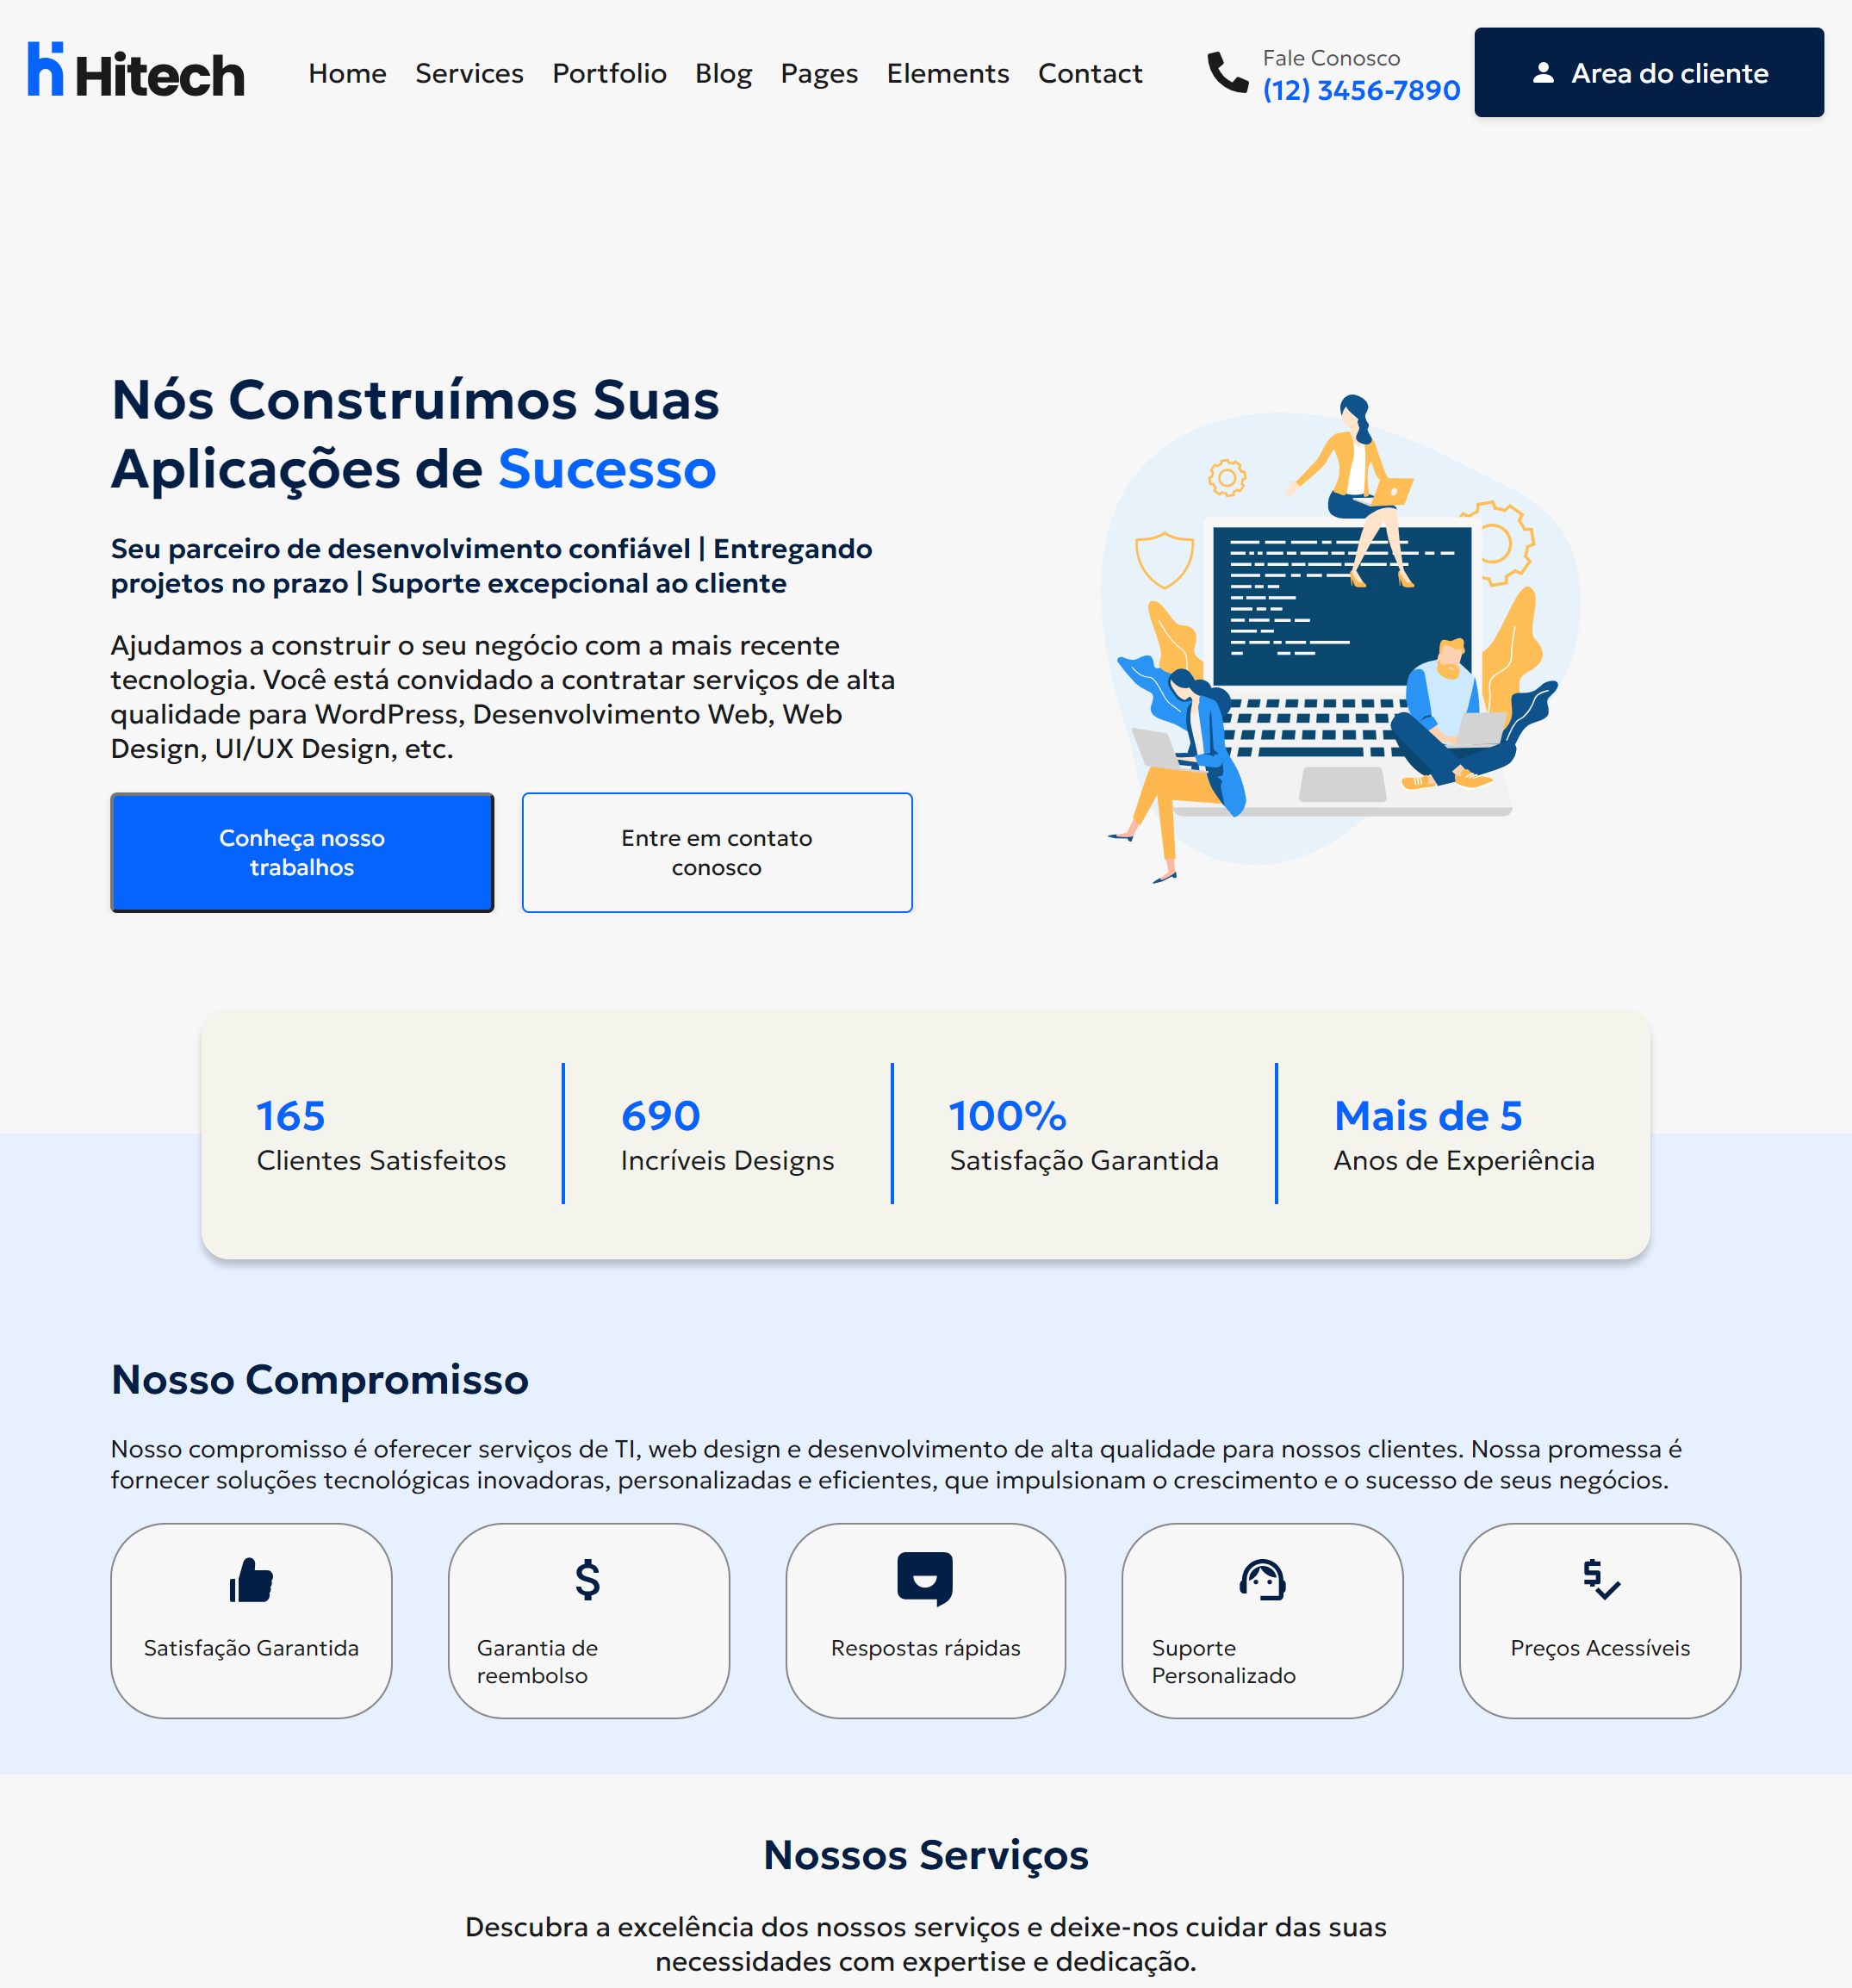 Hitech
Home Services Portfolio Blog Pages Elements Contact
Fale Conosco
(12) 3456-7890
Area do cliente
Nós Construímos Suas
Aplicações de Sucesso
Seu parceiro de desenvolvimento confiável | Entregando
projetos no prazo | Suporte excepcional ao cliente
Ajudamos a construir o seu negócio com a mais recente
tecnologia. Você está convidado a contratar serviços de alta
qualidade para WordPress, Desenvolvimento Web, Web
Design, UI/UX Design, etc.
Conheça nosso
trabalhos
Entre em contato
conosco
165
Clientes Satisfeitos
690
Incríveis Designs
100%
Satisfação Garantida
Mais de 5
Anos de Experiência
Nosso Compromisso
Nosso compromisso é oferecer serviços de TI, web design e desenvolvimento de alta qualidade para nossos clientes. Nossa promessa é
fornecer soluções tecnológicas inovadoras, personalizadas e eficientes, que impulsionam o crescimento e o sucesso de seus negócios.
Satisfação Garantida
Garantia de
reembolso
Respostas rápidas
Suporte
Personalizado
Preços Acessíveis
Nossos Serviços
Descubra a excelência dos nossos serviços e deixe-nos cuidar das suas
necessidades com expertise e dedicação.